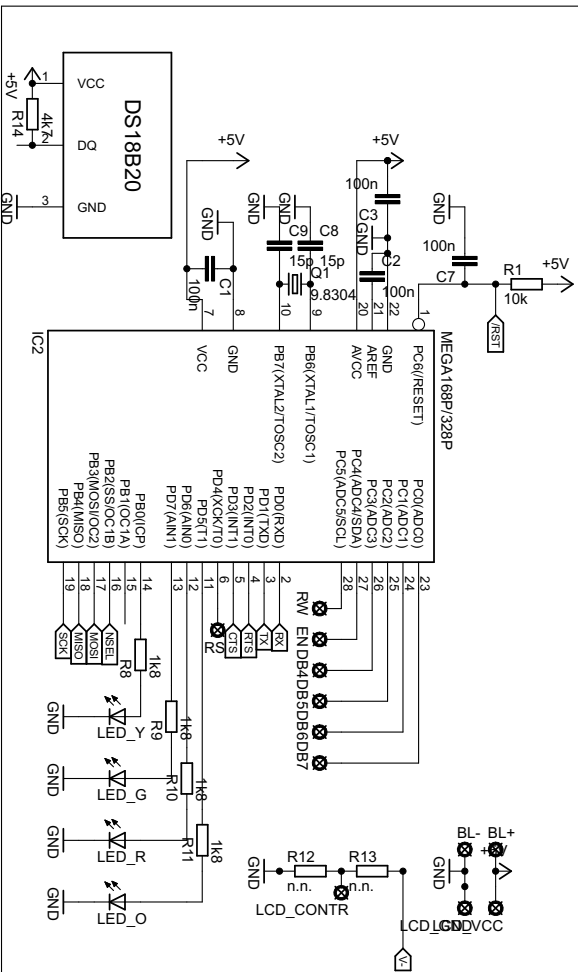 DS18B20
VCC
DQ
GND
1
2
3
+5V
R14
4k7
GND
+5V
GND
C1
100n
GND
GND
C9
C8
15p
15p
Q1
9.8304
+5V
100n
C3
GND
C2
100n
GND
100n
C7
R1
10k
+5V
/RST
IC2
MEGA168P/328P
7
8
10
9
20
21
22
1
VCC
GND
PB7(XTAL2/TOSC2)
PB6(XTAL1/TOSC1)
AVCC
AREF
GND
PC6(/RESET)
PB5(SCK)
PB4(MISO)
PB3(MOSI/OC2)
PB2(SS/OC1B)
PB1(OC1A)
PB0(ICP)
PD7(AIN1)
PD6(AIN0)
PD5(T1)
PD4(XCK/T0)
PD3(INT1)
PD2(INT0)
PD1(TXD)
PD0(RXD)
PC5(ADC5/SCL)
PC4(ADC4/SDA)
PC3(ADC3)
PC2(ADC2)
PC1(ADC1)
PC0(ADC0)
19
18
17
16
15
14
13
12
11
6
5
4
3
2
28
27
26
25
24
23
SCK
MISO
MOSI
NSEL
RS
CTS
RTS
TX
RX
RW
EN
DB4
DB5
DB6
DB7
R8
1k8
GND
LED_Y
R9
1k8
GND
LED_G
R10
1k8
GND
LED_R
R11
1k8
GND
LED_O
GND
R12
n.n.
R13
n.n.
LCD_CONTR
V-
BL-
BL+
GND
LCD_GND
LCD_VCC